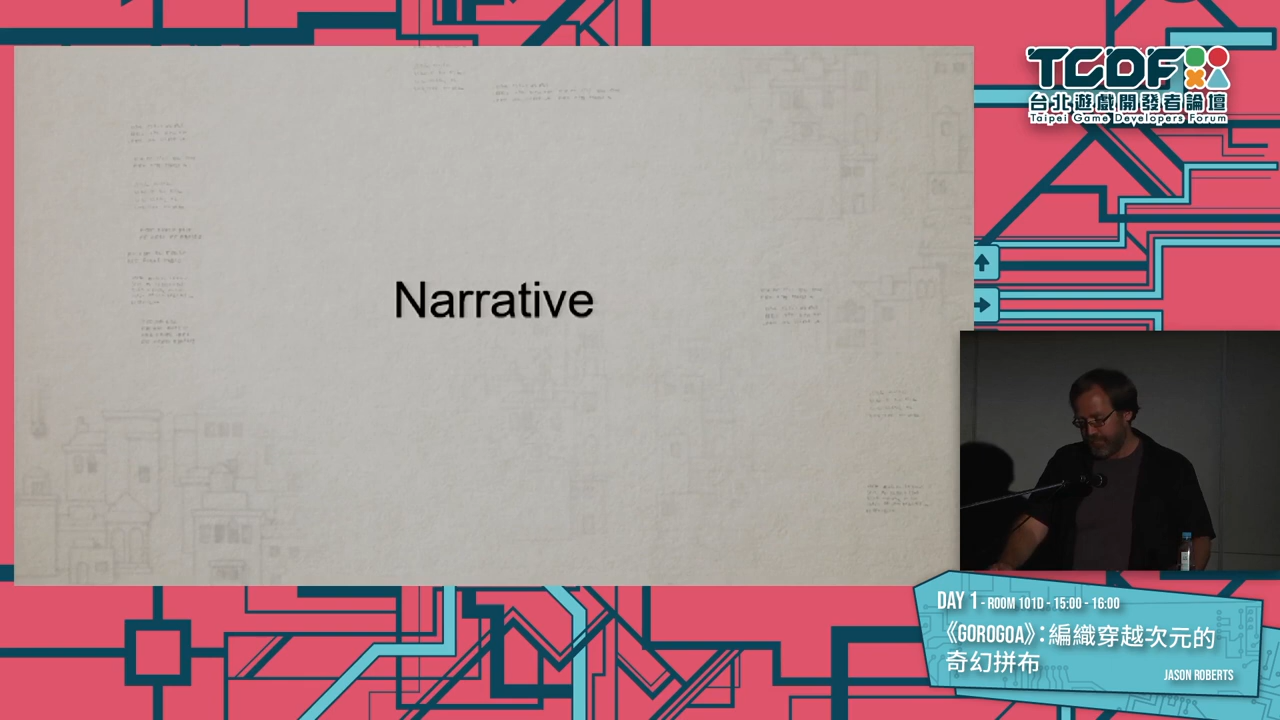 TGDF
台北遊戲開發者論壇
Taipei Game Developers Forum
Narrative
DAY 1 - ROOM 101D - 15:00 - 16:00
《GOROGOA》：編織穿越次元的
奇幻拼布
JASON ROBERTS